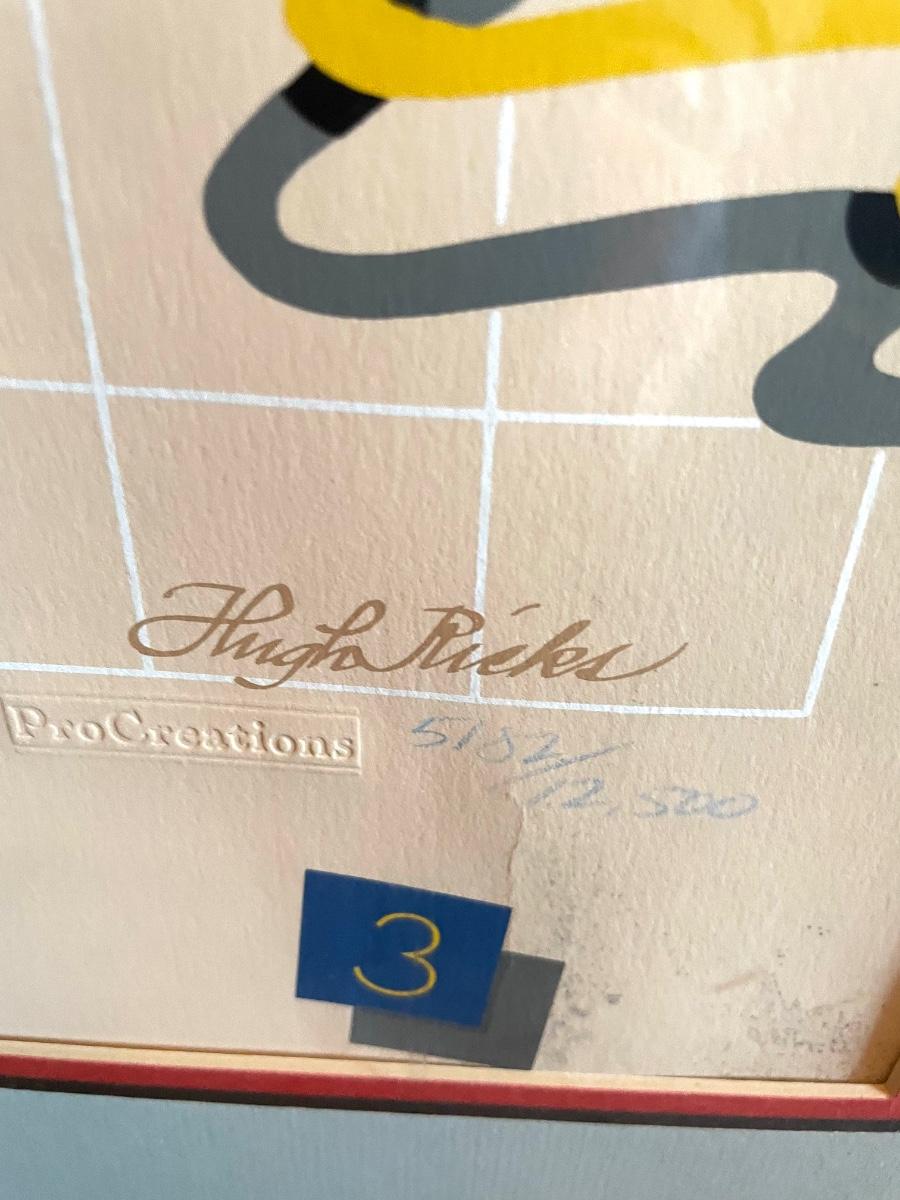 Hugh Ricks
ProCreations
5182/12,500
3